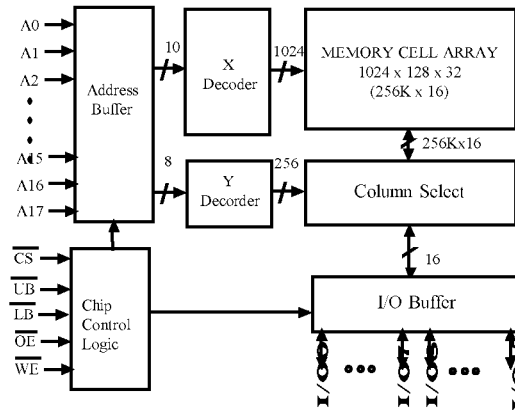 A0
A1
A2
A15
A16
A17
Address
Buffer
10
X
Decoder
1024
MEMORY CELL ARRAY
1024 x 128 x 32
(256K x 16)
256Kx16
8
Y
Decorder
256
Column Select
16
CS
UB
LB
OE
WE
Chip
Control
Logic
I/O Buffer